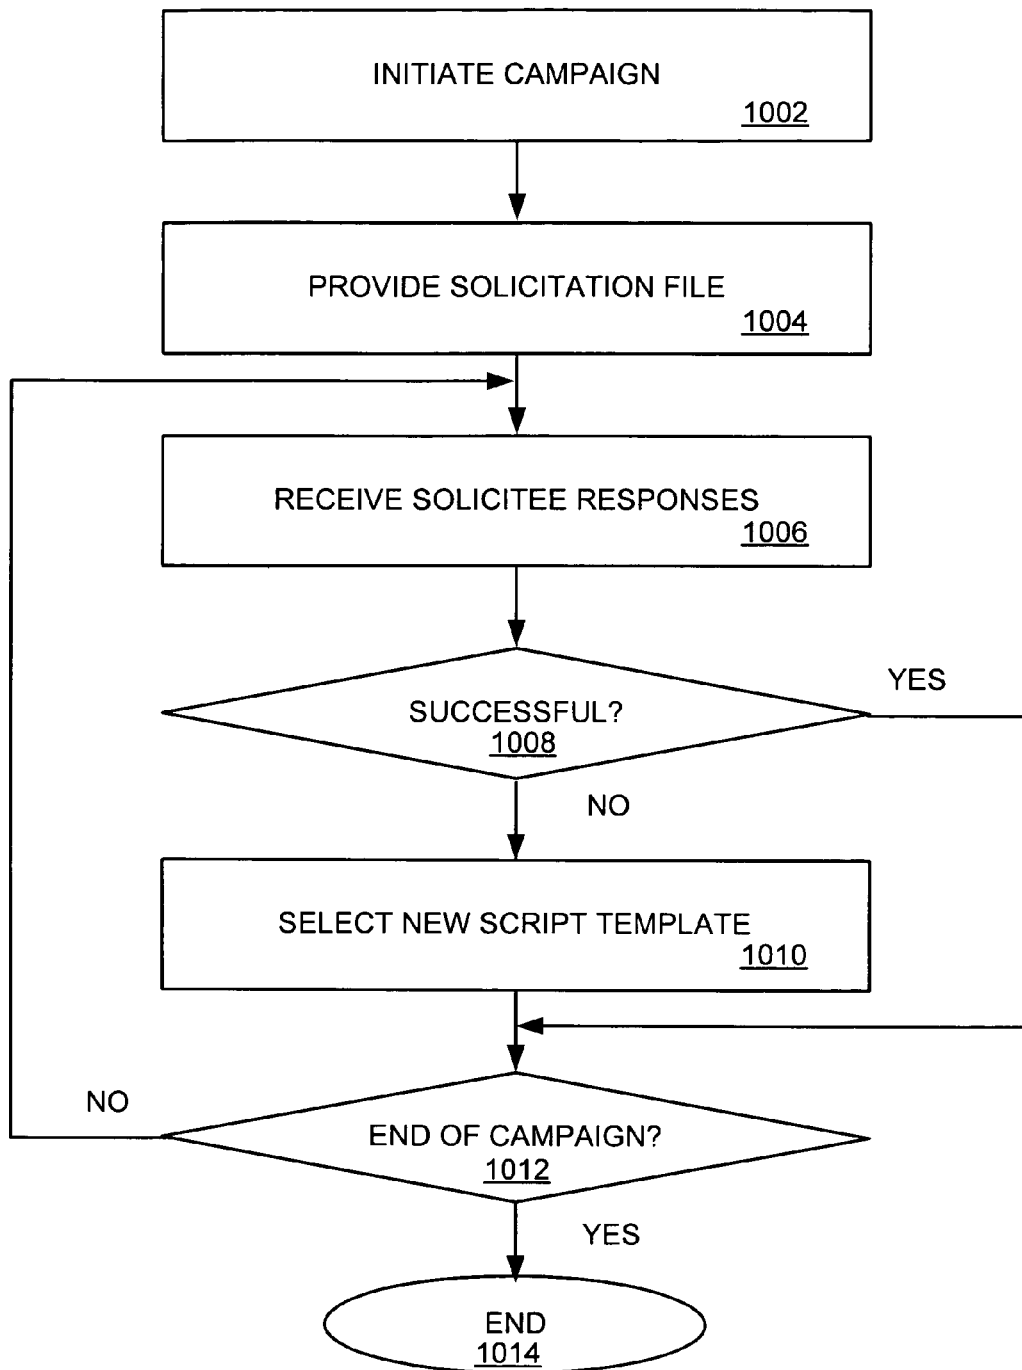 INITIATE CAMPAIGN
1002
PROVIDE SOLICITATION FILE
1004
RECEIVE SOLICITEE RESPONSES
1006
YES
SUCCESSFUL?
1008
NO
SELECT NEW SCRIPT TEMPLATE
1010
NO
END OF CAMPAIGN?
1012
YES
END
1014